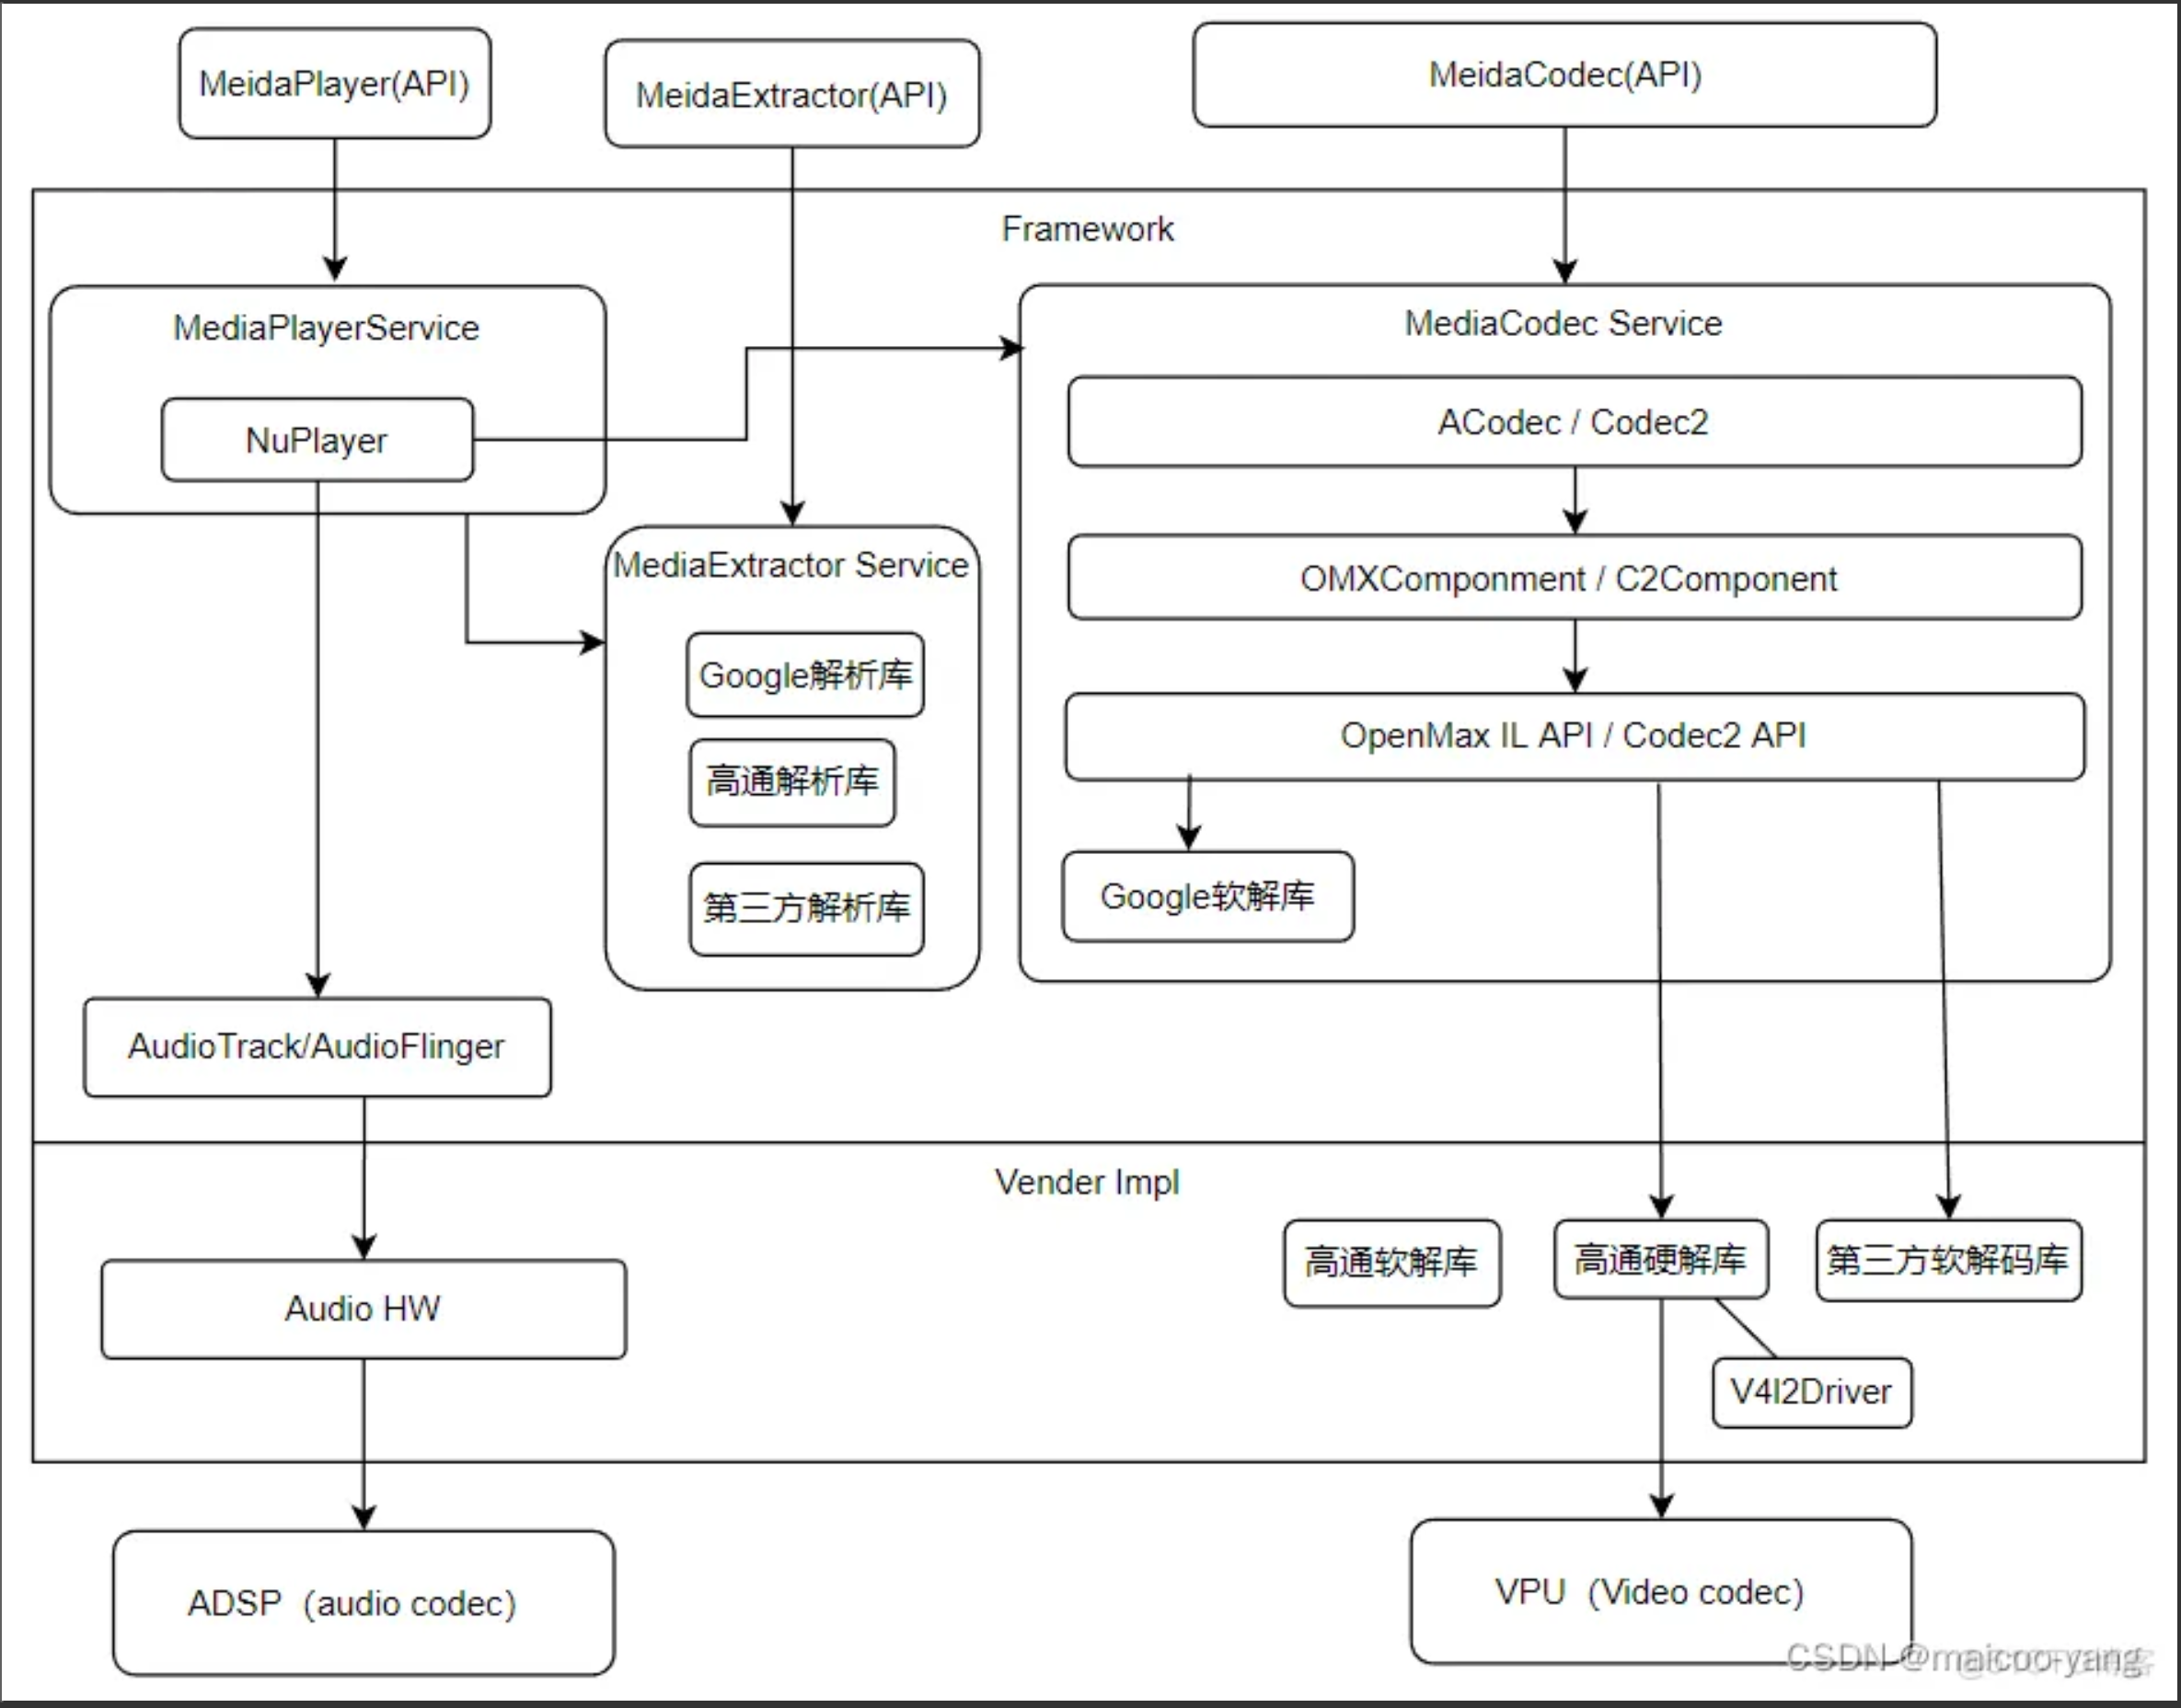 MeidaPlayer(API)
MeidaExtractor(API)
MeidaCodec(API)
Framework
MediaPlayerService
NuPlayer
MediaCodec Service
ACodec / Codec2
OMXComponment / C2Component
OpenMax IL API / Codec2 API
Google软解库
MediaExtractor Service
Google解析库
高通解析库
第三方解析库
AudioTrack/AudioFlinger
Vender Impl
高通软解库
高通硬解库
第三方软解码库
Audio HW
V4l2Driver
ADSP（audio codec）
VPU（Video codec）
CSDN @maicoo-yang